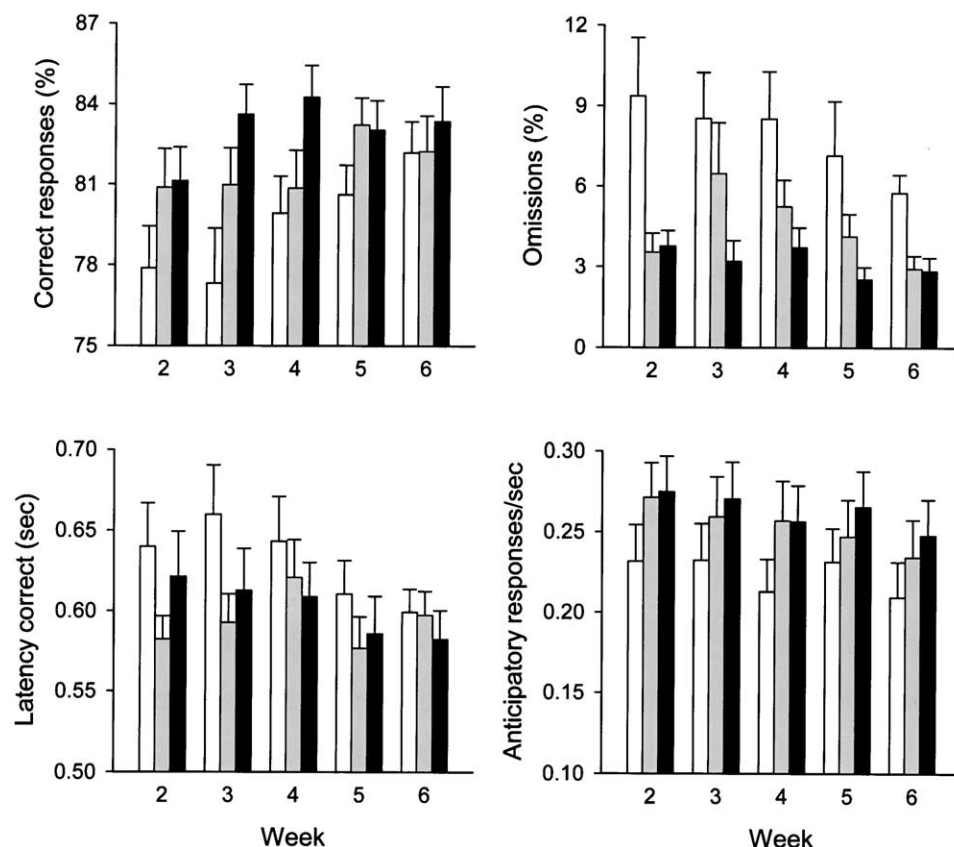 Correct responses (%)
87
84
81
78
75
2 3 4 5 6
Omissions (%)
12
9
6
3
0
2 3 4 5 6
Latency correct (sec)
0.70
0.65
0.60
0.55
0.50
2 3 4 5 6
Week
Anticipatory responses/sec
0.30
0.25
0.20
0.15
0.10
2 3 4 5 6
Week